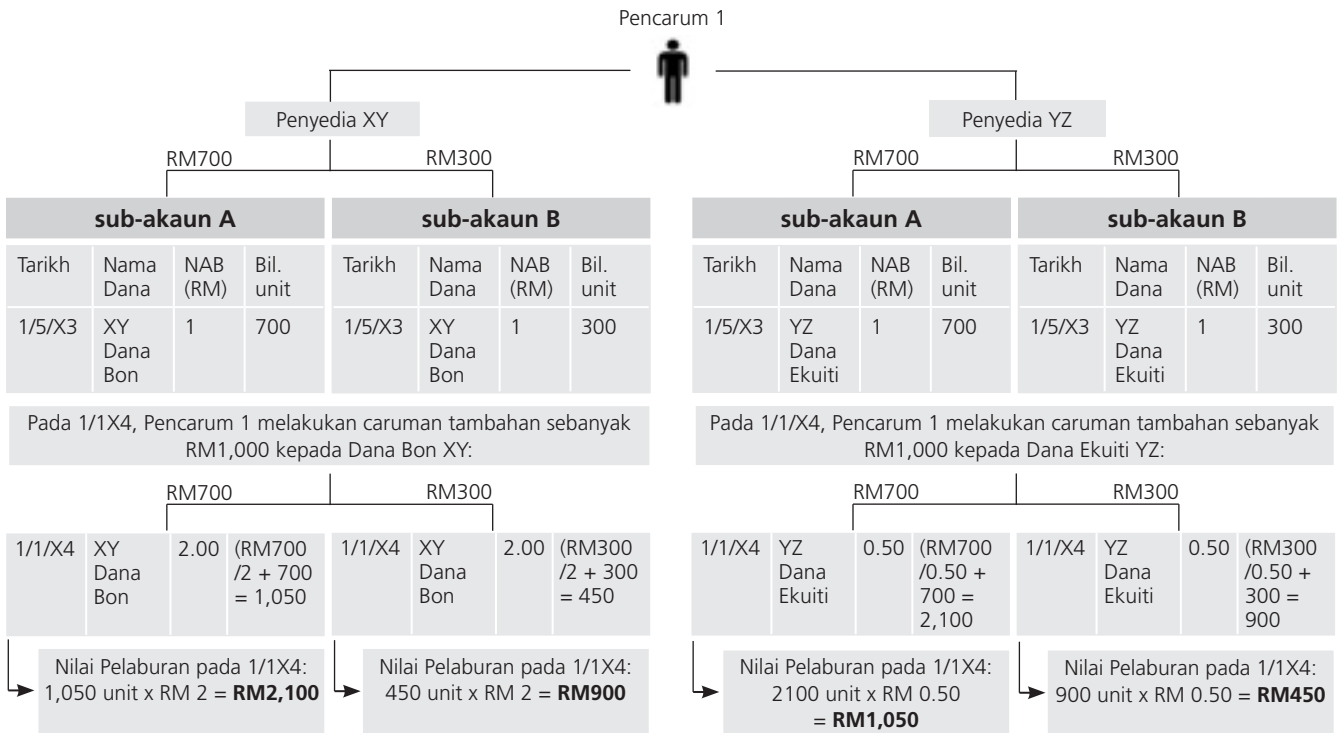 Pencarum 1
Penyedia XY
RM700
RM300
sub-akaun A
sub-akaun B
Tarikh Nama Dana NAB (RM) Bil. unit
Tarikh Nama Dana NAB (RM) Bil. unit
1/5/X3 XY Dana Bon 1 700
1/5/X3 XY Dana Bon 1 300
Pada 1/1X4, Pencarum 1 melakukan caruman tambahan sebanyak
RM1,000 kepada Dana Bon XY:
RM700
RM300
1/1/X4 XY Dana Bon 2.00 (RM700 /2 + 700 = 1,050
1/1/X4 XY Dana Bon 2.00 (RM300 /2 + 300 = 450
Nilai Pelaburan pada 1/1X4:
1,050 unit x RM 2 = RM2,100
Nilai Pelaburan pada 1/1X4:
450 unit x RM 2 = RM900
Penyedia YZ
RM700
RM300
sub-akaun A
sub-akaun B
Tarikh Nama Dana NAB (RM) Bil. unit
Tarikh Nama Dana NAB (RM) Bil. unit
1/5/X3 YZ Dana Ekuiti 1 700
1/5/X3 YZ Dana Ekuiti 1 300
Pada 1/1/X4, Pencarum 1 melakukan caruman tambahan sebanyak
RM1,000 kepada Dana Ekuiti YZ:
RM700
RM300
1/1/X4 YZ Dana Ekuiti 0.50 (RM700 /0.50 + 700 = 2,100
1/1/X4 YZ Dana Ekuiti 0.50 (RM300 /0.50 + 300 = 900
Nilai Pelaburan pada 1/1X4:
2100 unit x RM 0.50
= RM1,050
Nilai Pelaburan pada 1/1X4:
900 unit x RM 0.50 = RM450